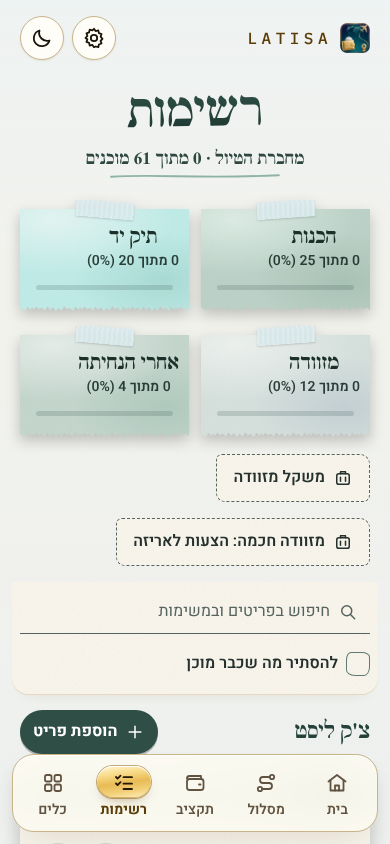 LATISA
רשימות
מחברת הטיול · 0 מתוך 61 מוכנים
הכנות
0 מתוך 25 (0%)
תיק יד
0 מתוך 20 (0%)
מזוודה
0 מתוך 12 (0%)
אחרי הנחיתה
0 מתוך 4 (0%)
משקל מזוודה
מזוודה חכמה: הצעות לאריזה
חיפוש בפריטים ובמשימות
להסתיר מה שכבר מוכן
צ'ק ליסט
הוספת פריט
בית
מסלול
תקציב
רשימות
כלים